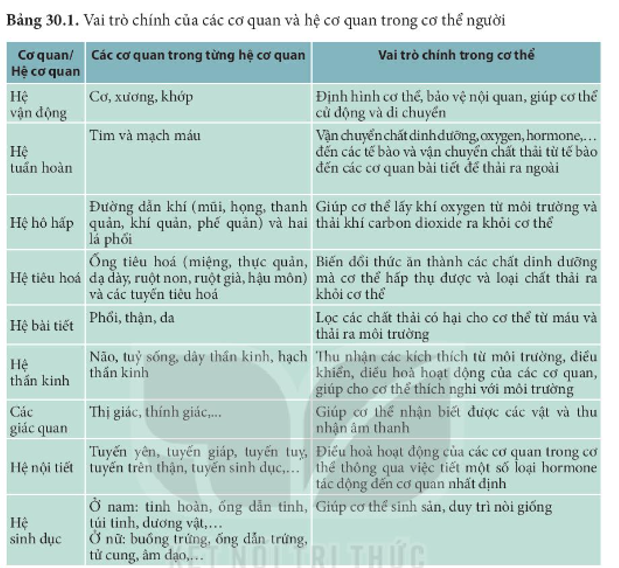 Bảng 30.1. Vai trò chính của các cơ quan và hệ cơ quan trong cơ thể người
Cơ quan/
Hệ cơ quan
Các cơ quan trong từng hệ cơ quan
Vai trò chính trong cơ thể
Hệ
vận động
Cơ, xương, khớp
Định hình cơ thể, bảo vệ nội quan, giúp cơ thể
cử động và di chuyển
Hệ
tuần hoàn
Tim và mạch máu
Vận chuyển chất dinh dưỡng, oxygen, hormone,...
đến các tế bào và vận chuyển chất thải từ tế bào
đến các cơ quan bài tiết để thải ra ngoài
Hệ hô hấp
Đường dẫn khí (mũi, họng, thanh
quản, khí quản, phế quản) và hai
lá phổi
Giúp cơ thể lấy khí oxygen từ môi trường và
thải khí carbon dioxide ra khỏi cơ thể
Hệ tiêu hoá
Ống tiêu hoá (miệng, thực quản,
dạ dày, ruột non, ruột già, hậu môn)
và các tuyến tiêu hoá
Biến đổi thức ăn thành các chất dinh dưỡng
mà cơ thể hấp thụ được và loại chất thải ra
khỏi cơ thể
Hệ bài tiết
Phổi, thận, da
Lọc các chất thải có hại cho cơ thể từ máu và
thải ra môi trường
Hệ
thần kinh
Não, tuỷ sống, dây thần kinh, hạch
thần kinh
Thu nhận các kích thích từ môi trường, điều
khiển, điều hoà hoạt động của các cơ quan,
giúp cho cơ thể thích nghi với môi trường
Các
giác quan
Thị giác, thính giác,...
Giúp cơ thể nhận biết được các vật và thu
nhận âm thanh
Hệ nội tiết
Tuyến yên, tuyến giáp, tuyến tuỵ,
tuyến trên thận, tuyến sinh dục,...
Điều hoà hoạt động của các cơ quan trong cơ
thể thông qua việc tiết một số loại hormone
tác động đến cơ quan nhất định
Hệ
sinh dục
Ở nam: tinh hoàn, ống dẫn tinh,
túi tinh, dương vật,...
Ở nữ: buồng trứng, ống dẫn trứng,
tử cung, âm đạo,...
Giúp cơ thể sinh sản, duy trì nòi giống
KẾT NỐI TRI THỨC